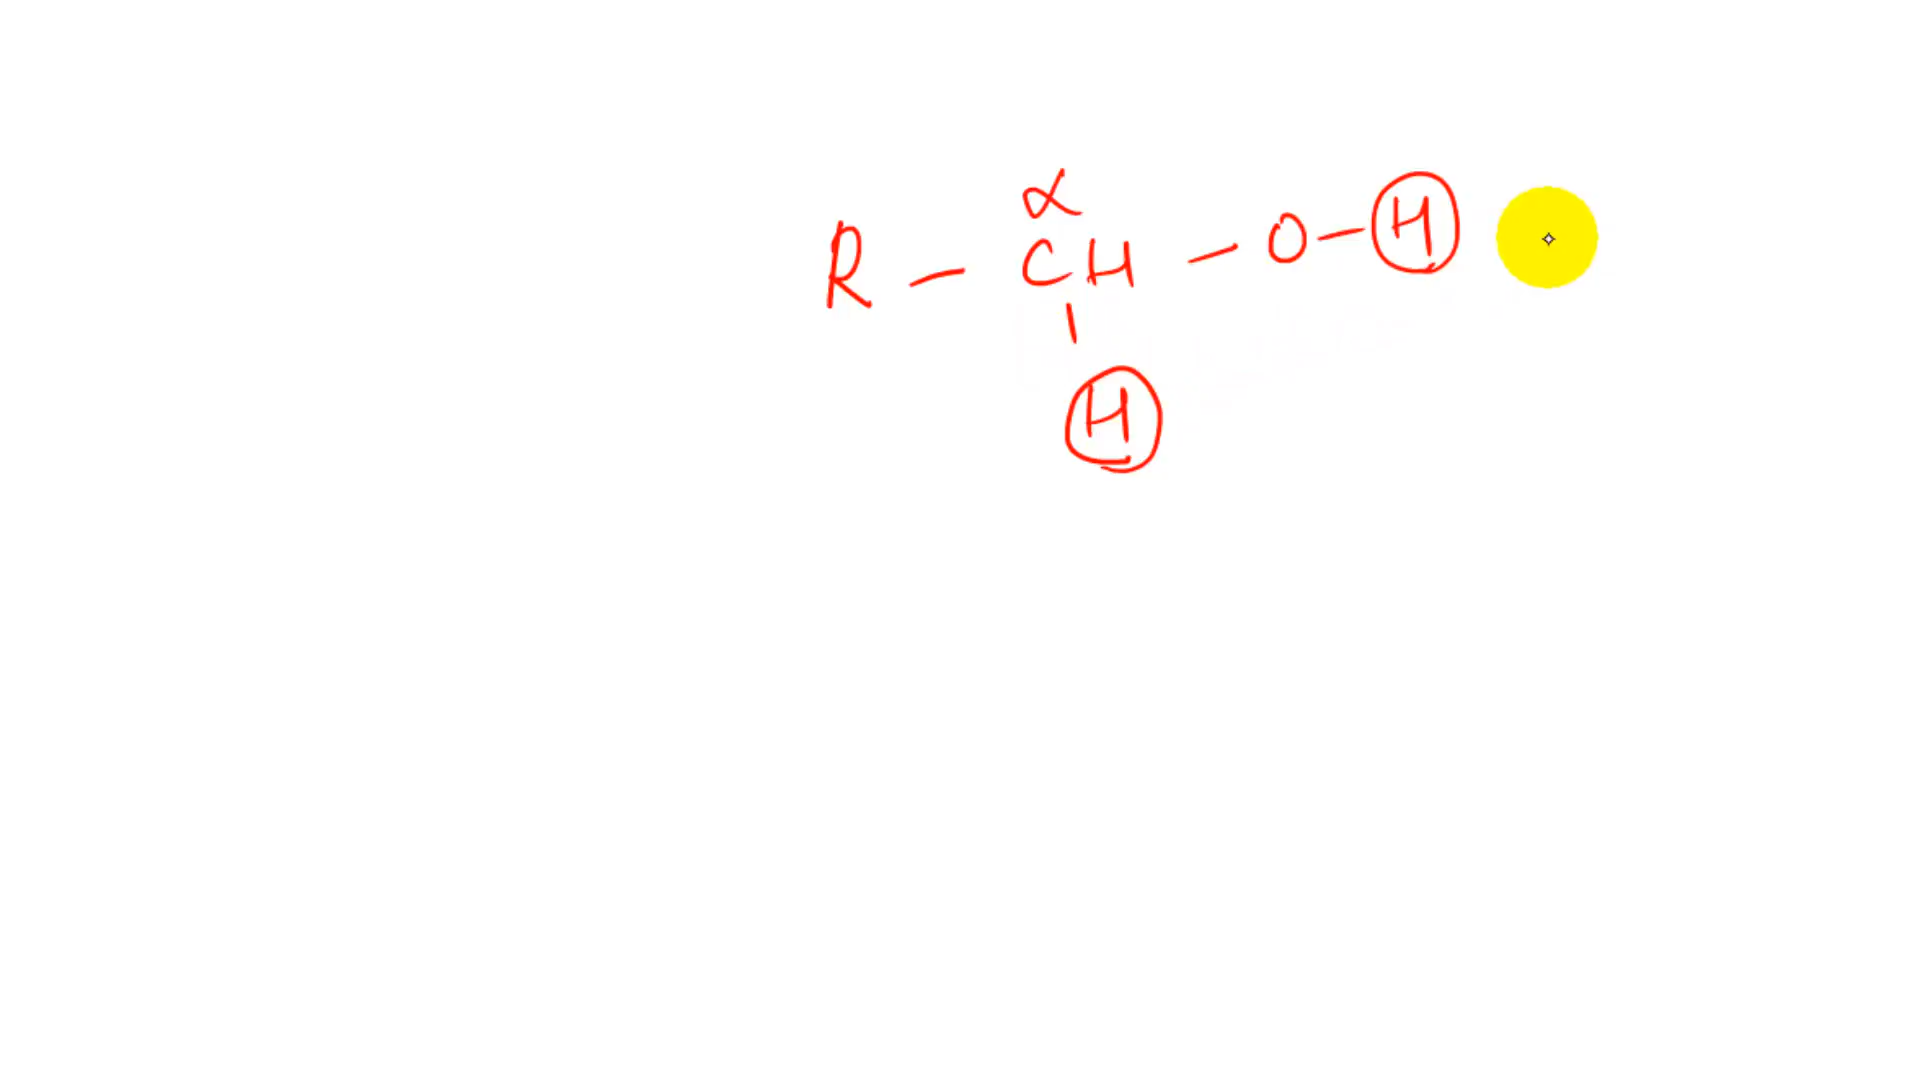 α
R - CH - O - H
|
H